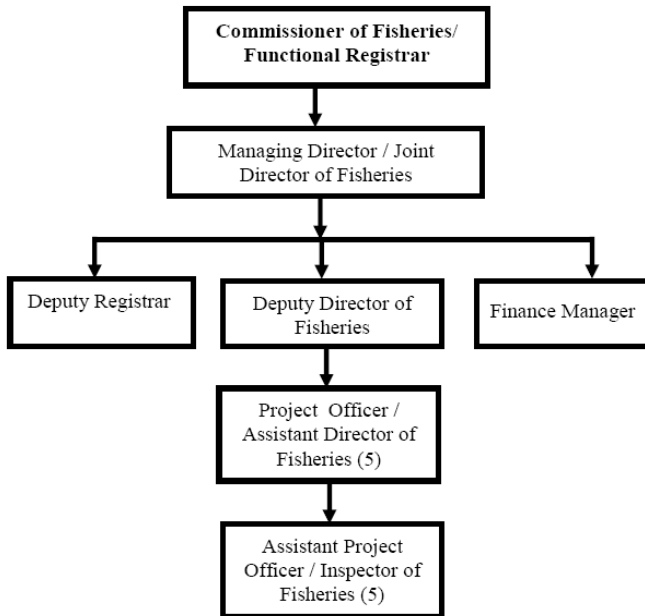 Commissioner of Fisheries/
Functional Registrar
Managing Director / Joint
Director of Fisheries
Deputy Registrar
Deputy Director of
Fisheries
Finance Manager
Project Officer /
Assistant Director of
Fisheries (5)
Assistant Project
Officer / Inspector of
Fisheries (5)